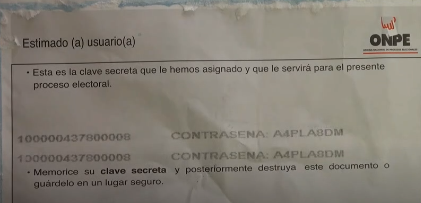 Estimado (a) usuario(a)
ONPE
• Esta es la clave secreta que le hemos asignado y que le servirá para el presente
proceso electoral.
100000437800008 CONTRASENA: A4PLA8DM
100000437800008 CONTRASENA: A4PLA8DM
• Memorice su clave secreta y posteriormente destruya este documento o
guárdelo en un lugar seguro.